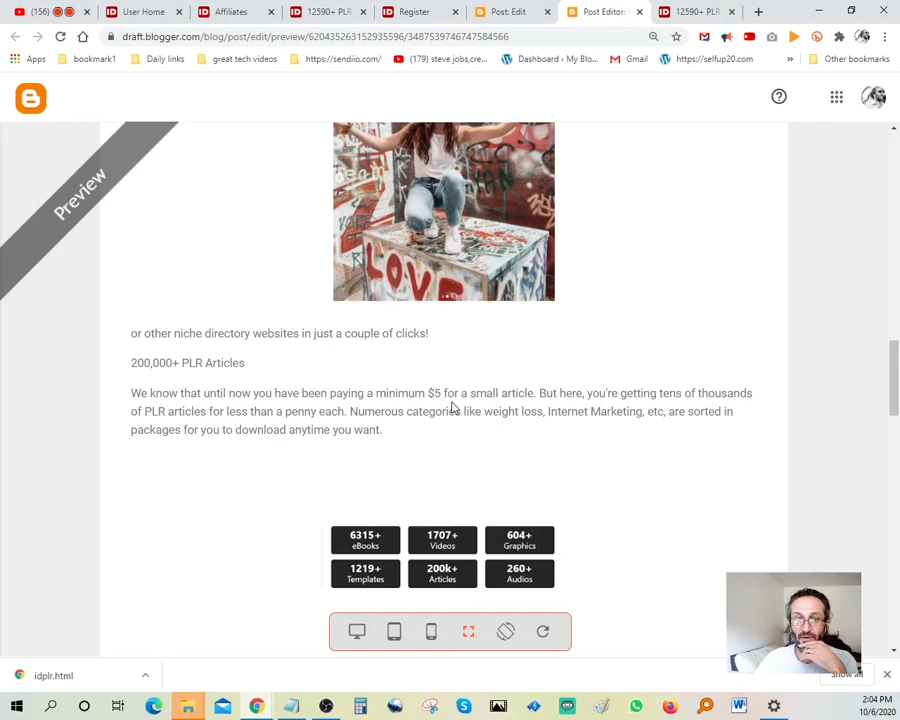 (156)
User Home
Affiliates
12590+ PLR
Register
Post: Edit
Post Editor:
12590+ PLR
draft.blogger.com/blog/post/edit/preview/620435263152935596/3487539746747584566
Apps
bookmark1
Daily links
great tech videos
https://sendiio.com/
(179) steve jobs,cre...
Dashboard ‹ My Blo...
Gmail
https://selfup20.com
»
Other bookmarks
Preview
LOVE
or other niche directory websites in just a couple of clicks!
200,000+ PLR Articles
We know that until now you have been paying a minimum $5 for a small article. But here, you're getting tens of thousands
of PLR articles for less than a penny each. Numerous categories like weight loss, Internet Marketing, etc, are sorted in
packages for you to download anytime you want.
6315+
eBooks
1707+
Videos
604+
Graphics
1219+
Templates
200k+
Articles
260+
Audios
idplr.html
Show all
2:04 PM
10/6/2020